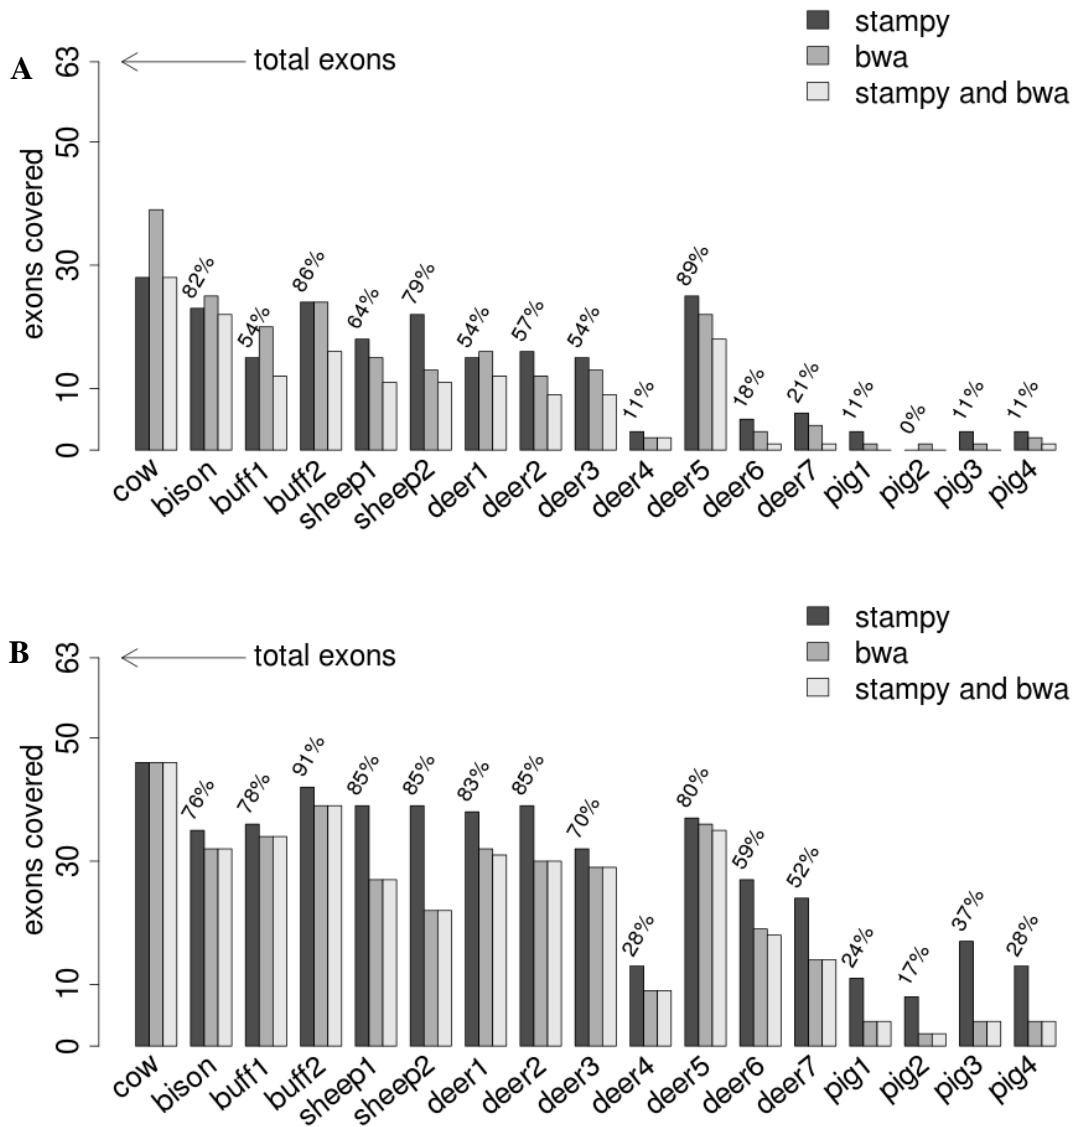 A
63
total exons
stampy
bwa
stampy and bwa
50
30
10
0
exons covered
82%
54%
86%
64%
79%
54%
57%
54%
11%
89%
18%
21%
11%
0%
11%
11%
cow
bison
buff1
buff2
sheep1
sheep2
deer1
deer2
deer3
deer4
deer5
deer6
deer7
pig1
pig2
pig3
pig4
B
63
total exons
stampy
bwa
stampy and bwa
50
30
10
0
exons covered
76%
78%
91%
85%
85%
83%
85%
70%
28%
80%
59%
52%
24%
17%
37%
28%
cow
bison
buff1
buff2
sheep1
sheep2
deer1
deer2
deer3
deer4
deer5
deer6
deer7
pig1
pig2
pig3
pig4